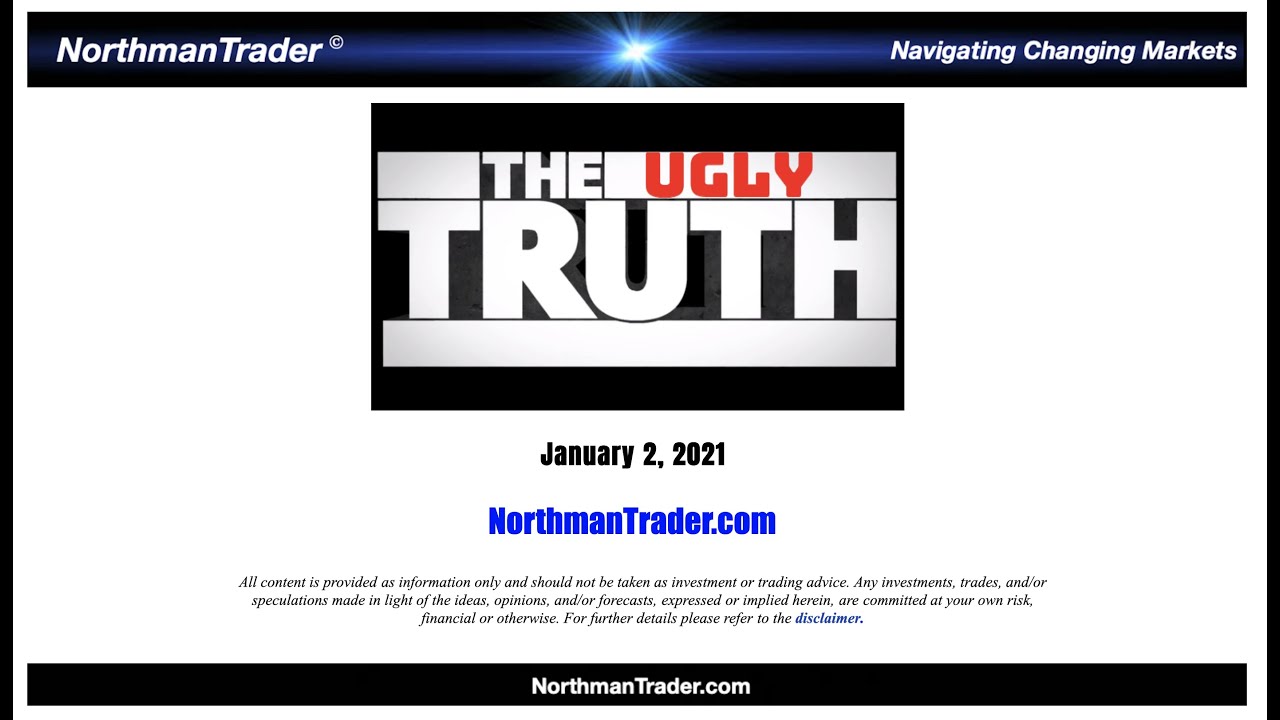 NorthmanTrader ©
Navigating Changing Markets
THE UGLY
TRUTH
January 2, 2021
NorthmanTrader.com
All content is provided as information only and should not be taken as investment or trading advice. Any investments, trades, and/or
speculations made in light of the ideas, opinions, and/or forecasts, expressed or implied herein, are committed at your own risk,
financial or otherwise. For further details please refer to the disclaimer.
NorthmanTrader.com